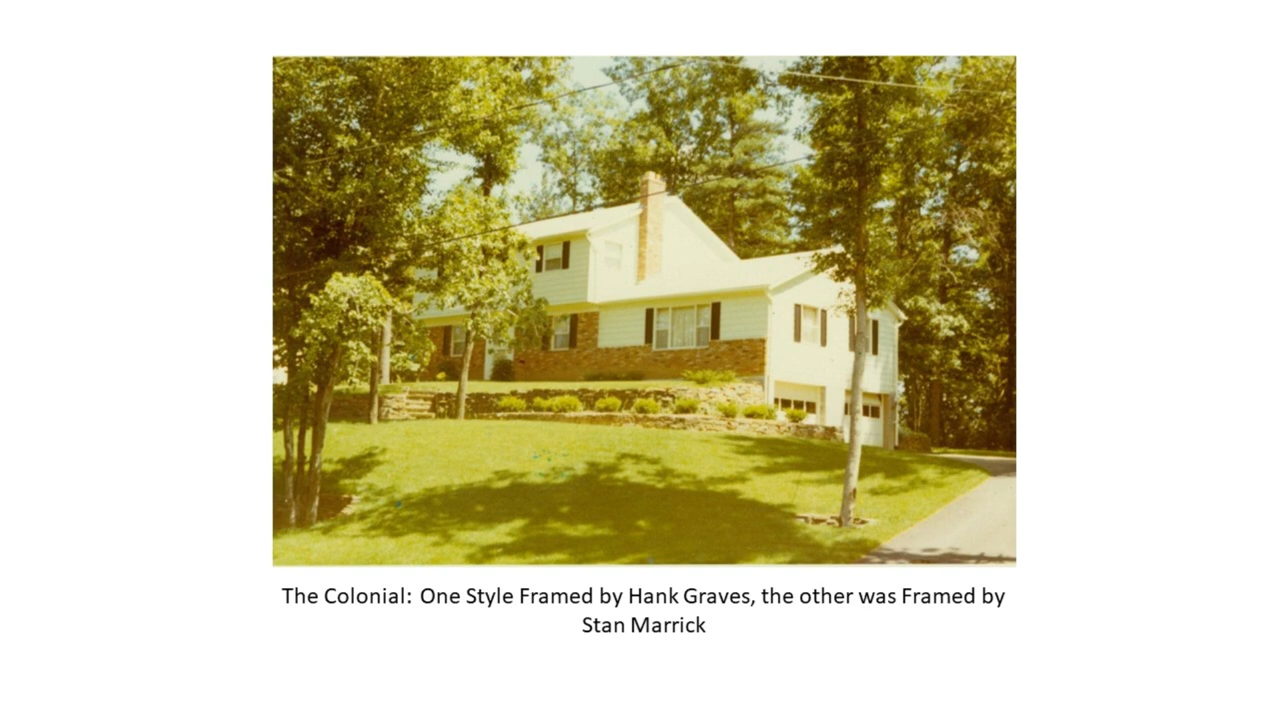 The Colonial: One Style Framed by Hank Graves, the other was Framed by
Stan Marrick